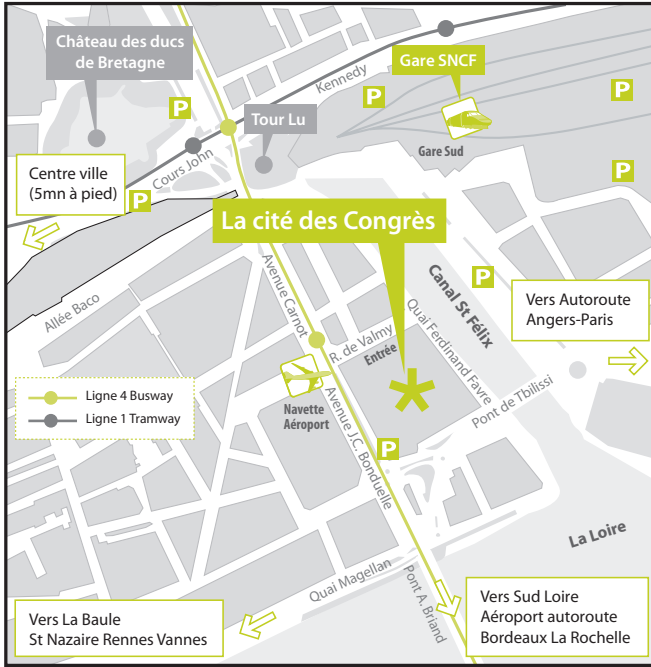 Château des ducs
de Bretagne
P
Kennedy
Gare SNCF
P
P
Tour Lu
Gare Sud
Cours John
Centre ville
(5mn à pied)
P
P
La cité des Congrès
Avenue Carnot
Canal St Félix
P
Vers Autoroute
Angers-Paris
Allée Baco
R. de Valmy
Entrée
Quai Ferdinand Favre
Pont de Tbilissi
Ligne 4 Busway
Ligne 1 Tramway
Navette
Aéroport
Avenue J.C. Bonduelle
P
La Loire
Quai Magellan
Pont A. Briand
Vers La Baule
St Nazaire Rennes Vannes
Vers Sud Loire
Aéroport autoroute
Bordeaux La Rochelle